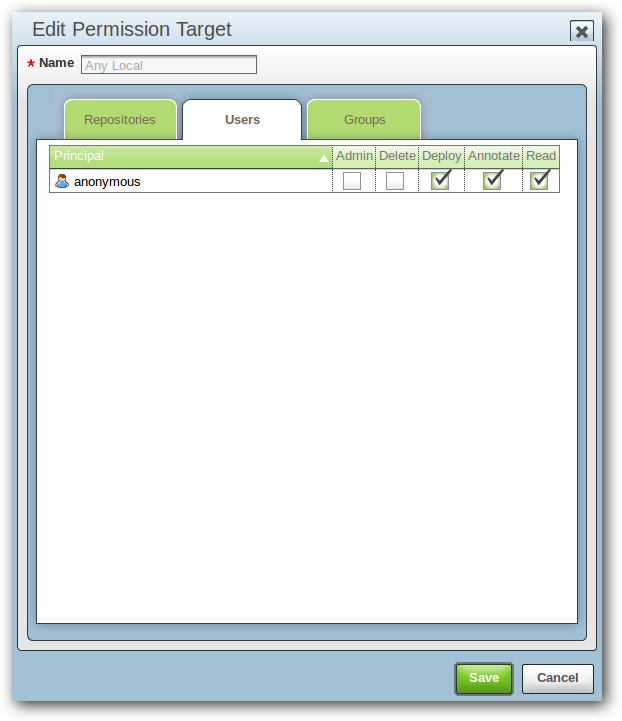 Edit Permission Target
* Name Any Local
Repositories Users Groups
Principal Admin Delete Deploy Annotate Read
anonymous
Save Cancel